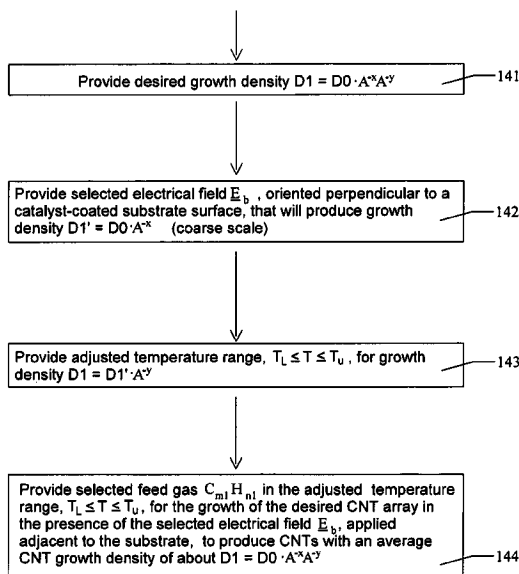 Provide desired growth density D1 = D0·A⁻ˣA⁻ʸ
141
Provide selected electrical field E_b , oriented perpendicular to a
catalyst-coated substrate surface, that will produce growth
density D1' = D0·A⁻ˣ (coarse scale)
142
Provide adjusted temperature range, T_L ≤ T ≤ T_u , for growth
density D1 = D1'·A⁻ʸ
143
Provide selected feed gas C_m1 H_n1 in the adjusted temperature
range, T_L ≤ T ≤ T_u, for the growth of the desired CNT array in
the presence of the selected electrical field E_b, applied
adjacent to the substrate, to produce CNTs with an average
CNT growth density of about D1 = D0·A⁻ˣA⁻ʸ
144